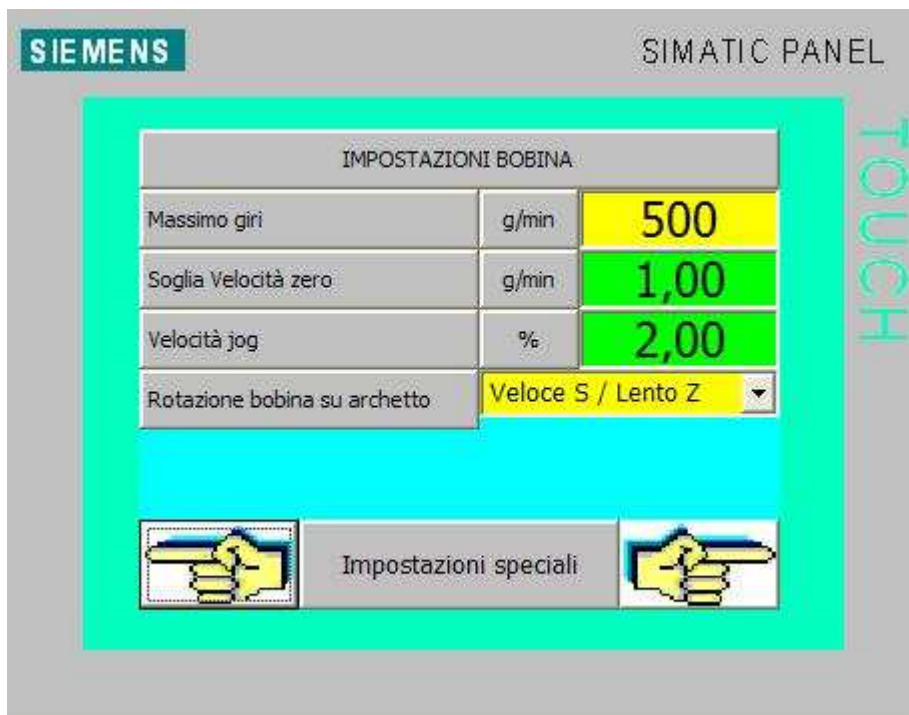 SIEMENS
SIMATIC PANEL
TOUCH
IMPOSTAZIONI BOBINA
Massimo giri g/min 500
Soglia Velocità zero g/min 1,00
Velocità jog % 2,00
Rotazione bobina su archetto Veloce S / Lento Z
Impostazioni speciali